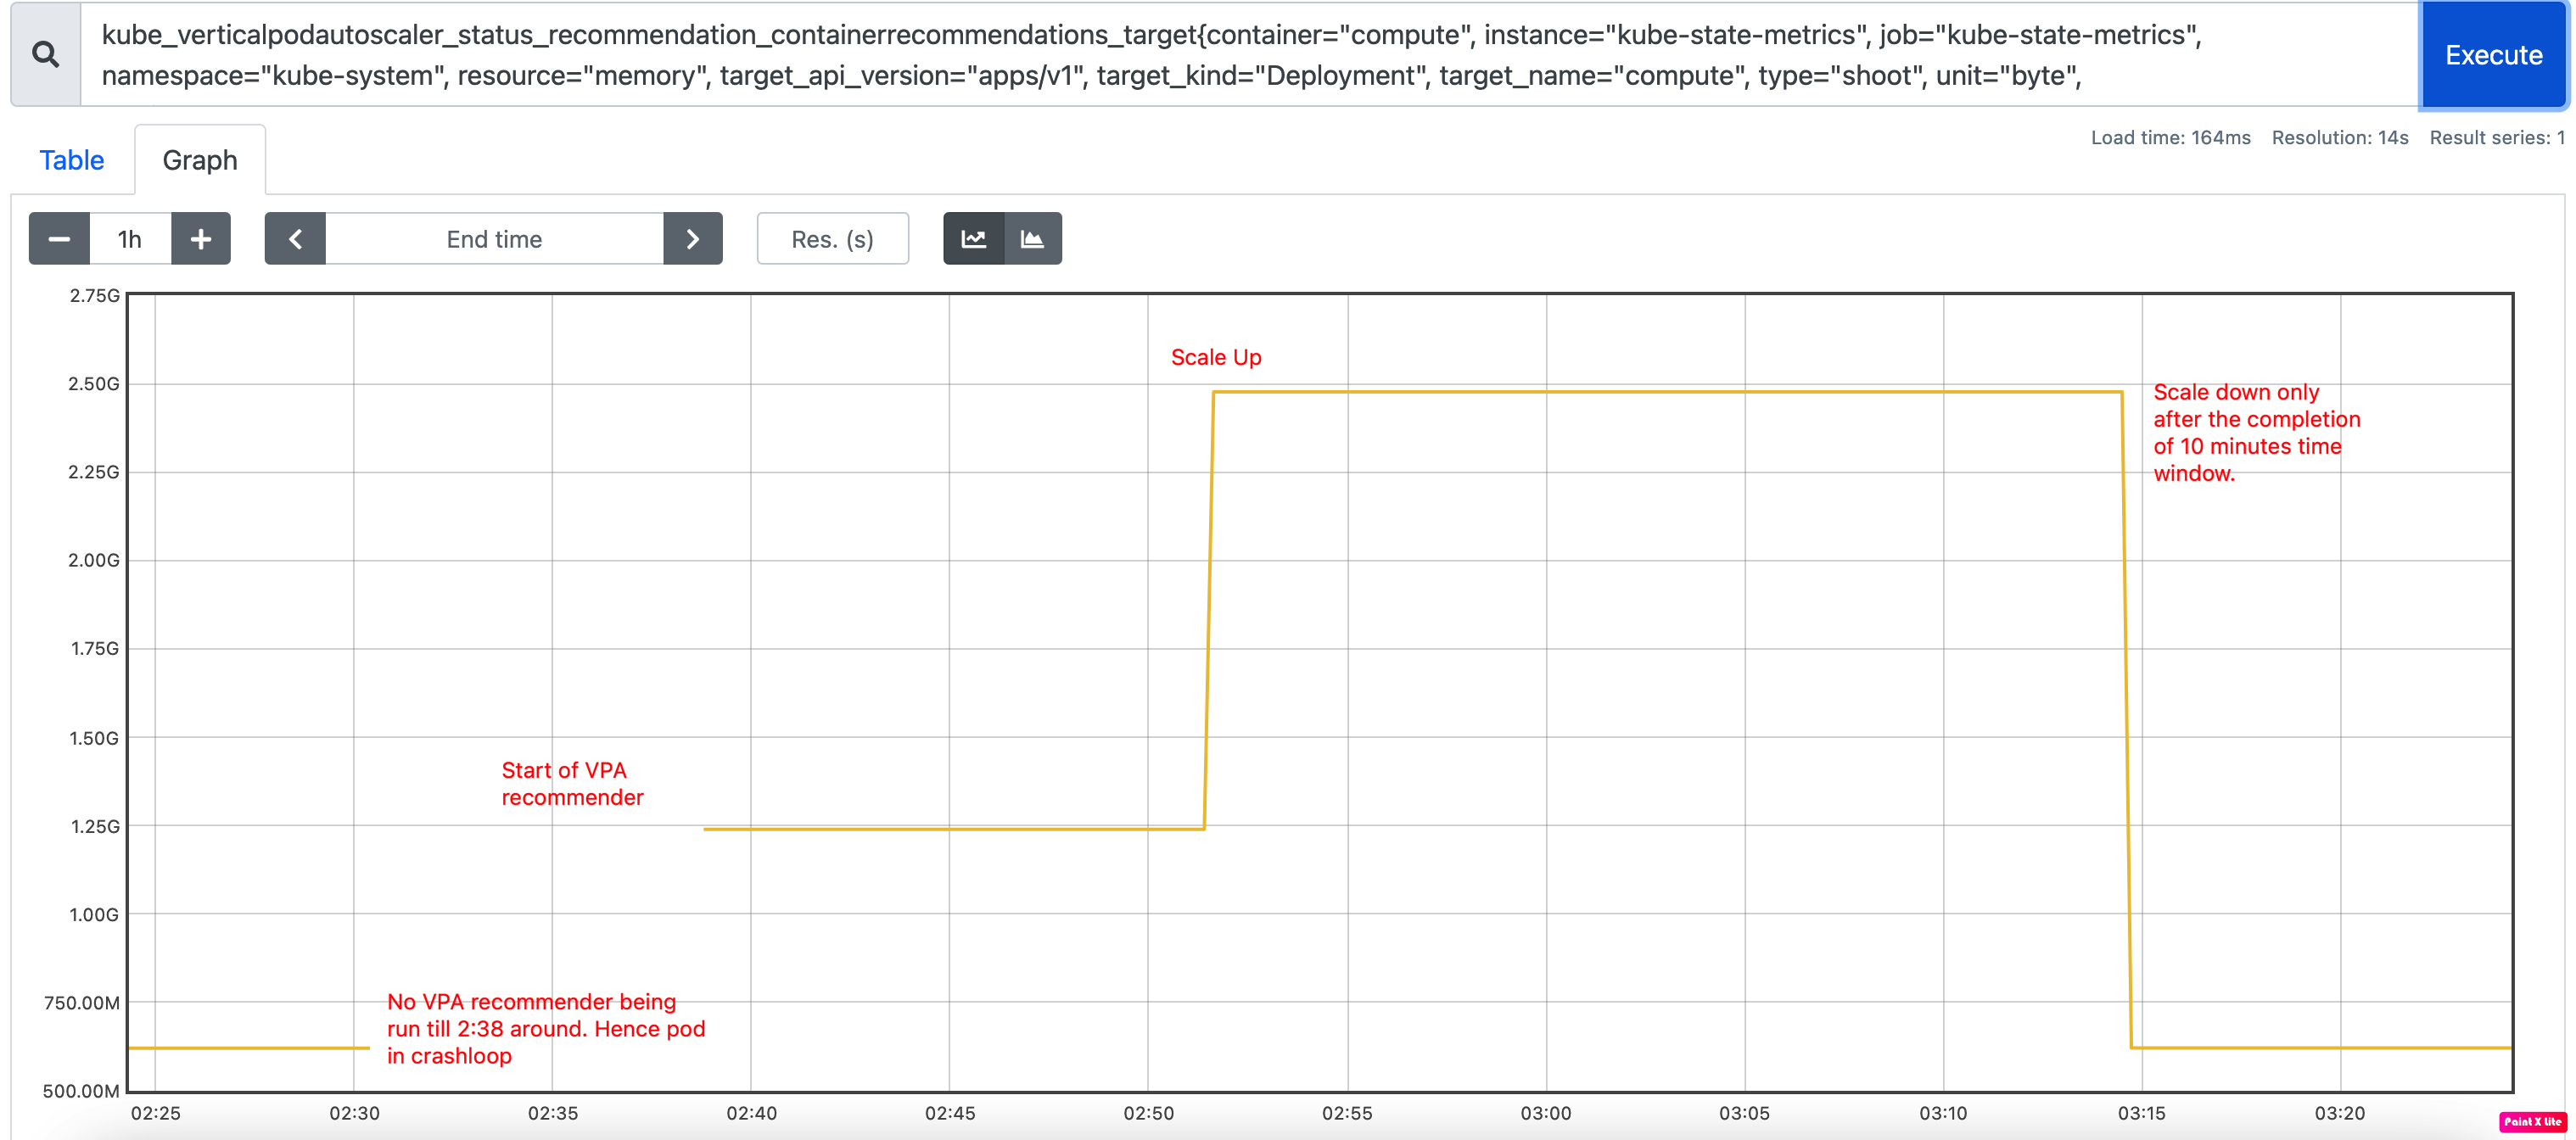 kube_verticalpodautoscaler_status_recommendation_containerrecommendations_target{container="compute", instance="kube-state-metrics", job="kube-state-metrics",
namespace="kube-system", resource="memory", target_api_version="apps/v1", target_kind="Deployment", target_name="compute", type="shoot", unit="byte",
Execute
Load time: 164ms Resolution: 14s Result series: 1
Table
Graph
1h
End time
Res. (s)
2.75G
2.50G
2.25G
2.00G
1.75G
1.50G
1.25G
1.00G
750.00M
500.00M
Scale Up
Scale down only
after the completion
of 10 minutes time
window.
Start of VPA
recommender
No VPA recommender being
run till 2:38 around. Hence pod
in crashloop
02:25
02:30
02:35
02:40
02:45
02:50
02:55
03:00
03:05
03:10
03:15
03:20
Paint X Lite